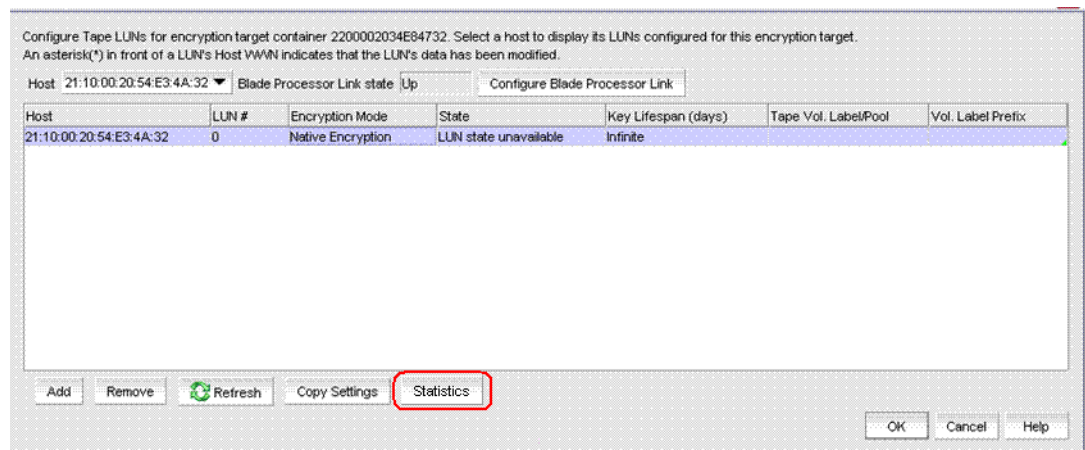 Configure Tape LUNs for encryption target container 2200002034E84732. Select a host to display its LUNs configured for this encryption target.
An asterisk(*) in front of a LUN's Host WWN indicates that the LUN's data has been modified.
Host 21:10:00:20:54:E3:4A:32 Blade Processor Link state Up Configure Blade Processor Link
Host LUN # Encryption Mode State Key Lifespan (days) Tape Vol. Label/Pool Vol. Label Prefix
21:10:00:20:54:E3:4A:32 0 Native Encryption LUN state unavailable Infinite
Add Remove Refresh Copy Settings Statistics
OK Cancel Help